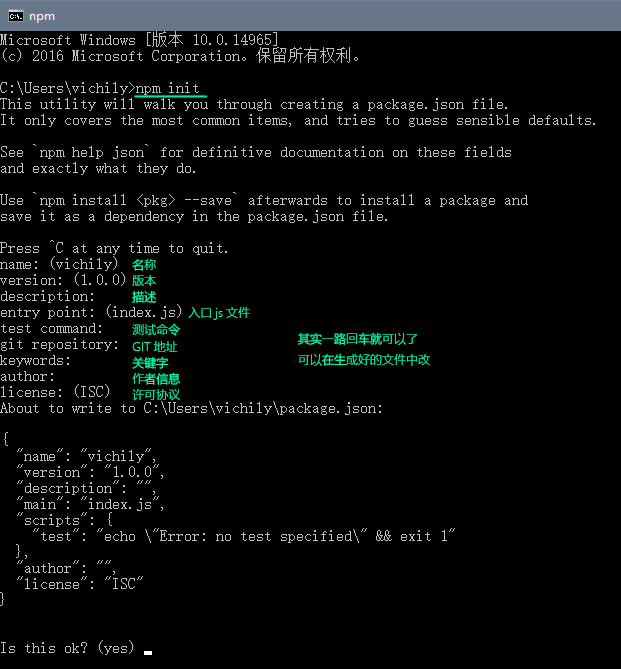 npm
Microsoft Windows [版本 10.0.14965]
(c) 2016 Microsoft Corporation。保留所有权利。
C:\Users\vichily>npm init
This utility will walk you through creating a package.json file.
It only covers the most common items, and tries to guess sensible defaults.
See `npm help json` for definitive documentation on these fields
and exactly what they do.
Use `npm install <pkg> --save` afterwards to install a package and
save it as a dependency in the package.json file.
Press ^C at any time to quit.
name: (vichily) 名称
version: (1.0.0) 版本
description: 描述
entry point: (index.js) 入口 js 文件
test command: 测试命令
其实一路回车就可以了
git repository: GIT 地址
keywords: 关键字
可以在生成好的文件中改
author: 作者信息
license: (ISC) 许可协议
About to write to C:\Users\vichily\package.json:
{
"name": "vichily",
"version": "1.0.0",
"description": "",
"main": "index.js",
"scripts": {
"test": "echo \"Error: no test specified\" && exit 1"
},
"author": "",
"license": "ISC"
}
Is this ok? (yes)